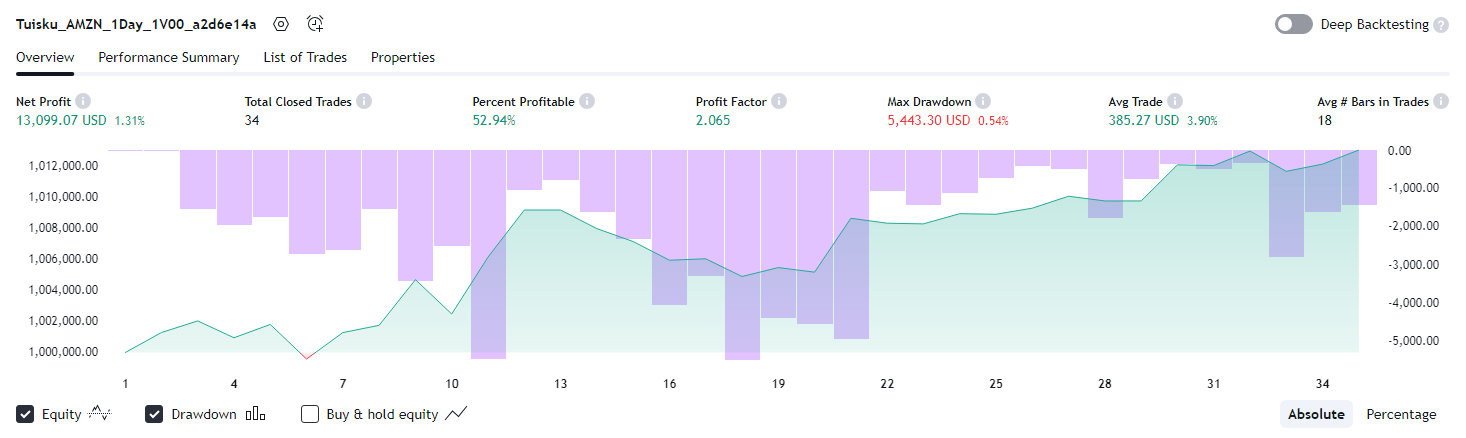 Tuisku_AMZN_1Day_1V00_a2d6e14a
Deep Backtesting
Overview Performance Summary List of Trades Properties
Net Profit Total Closed Trades Percent Profitable Profit Factor Max Drawdown Avg Trade Avg # Bars in Trades
13,099.07 USD 1.31% 34 52.94% 2.065 5,443.30 USD 0.54% 385.27 USD 3.90% 18
1,012,000.00
1,010,000.00
1,008,000.00
1,006,000.00
1,004,000.00
1,002,000.00
1,000,000.00
0.00
-1,000.00
-2,000.00
-3,000.00
-4,000.00
-5,000.00
1 4 7 10 13 16 19 22 25 28 31 34
Equity Drawdown Buy & hold equity Absolute Percentage